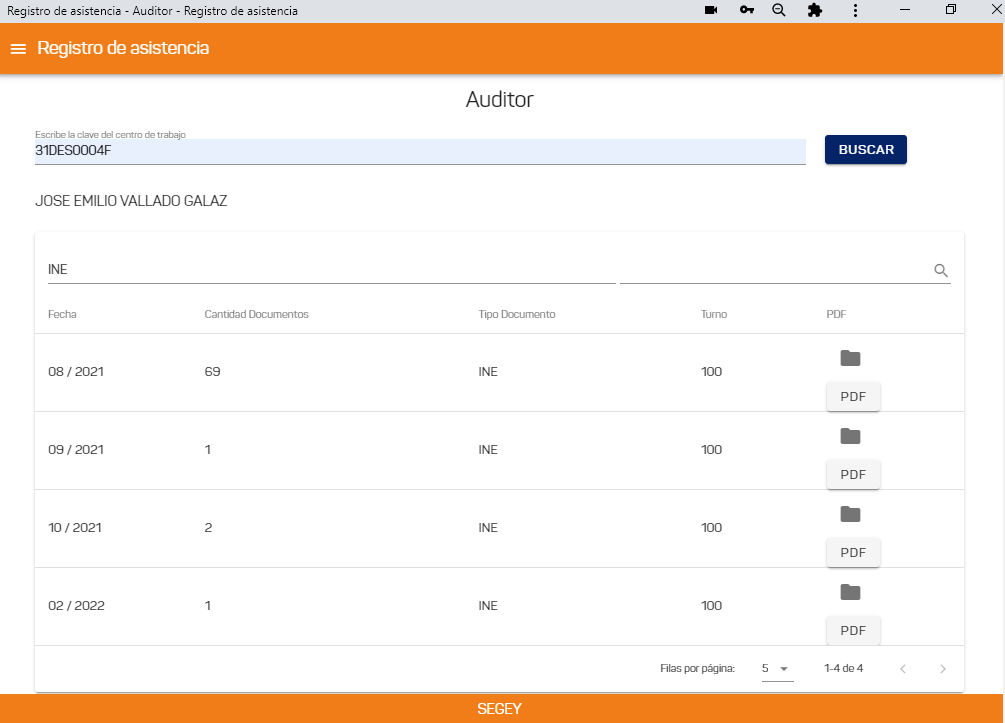 Registro de asistencia - Auditor - Registro de asistencia
Registro de asistencia
Auditor
Escribe la clave del centro de trabajo
31DES0004F
BUSCAR
JOSE EMILIO VALLADO GALAZ
INE
Fecha Cantidad Documentos Tipo Documento Turno PDF
08 / 2021 69 INE 100
PDF
09 / 2021 1 INE 100
PDF
10 / 2021 2 INE 100
PDF
02 / 2022 1 INE 100
PDF
Filas por página: 5 1-4 de 4
SEGEY